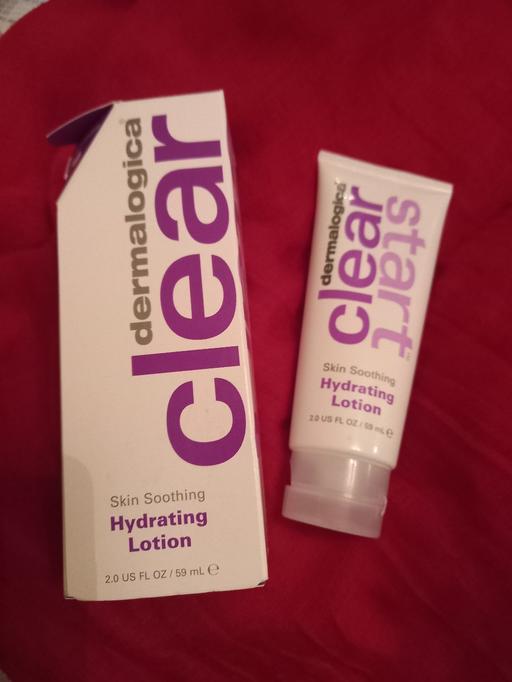 dermalogica®
clear
Skin Soothing
Hydrating
Lotion
2.0 US FL OZ / 59 mL ℮
dermalogica
clear
start™
Skin Soothing
Hydrating
Lotion
2.0 US FL OZ / 59 mL ℮